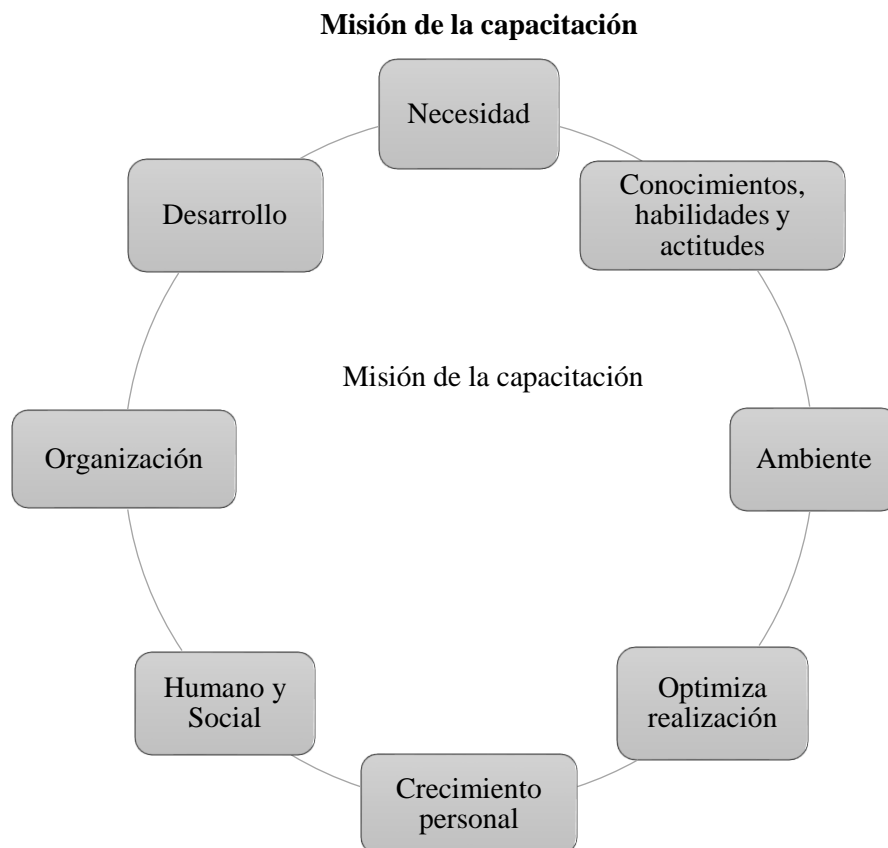 Misión de la capacitación
Necesidad
Conocimientos,
habilidades y
actitudes
Ambiente
Optimiza
realización
Crecimiento
personal
Humano y
Social
Organización
Desarrollo
Misión de la capacitación